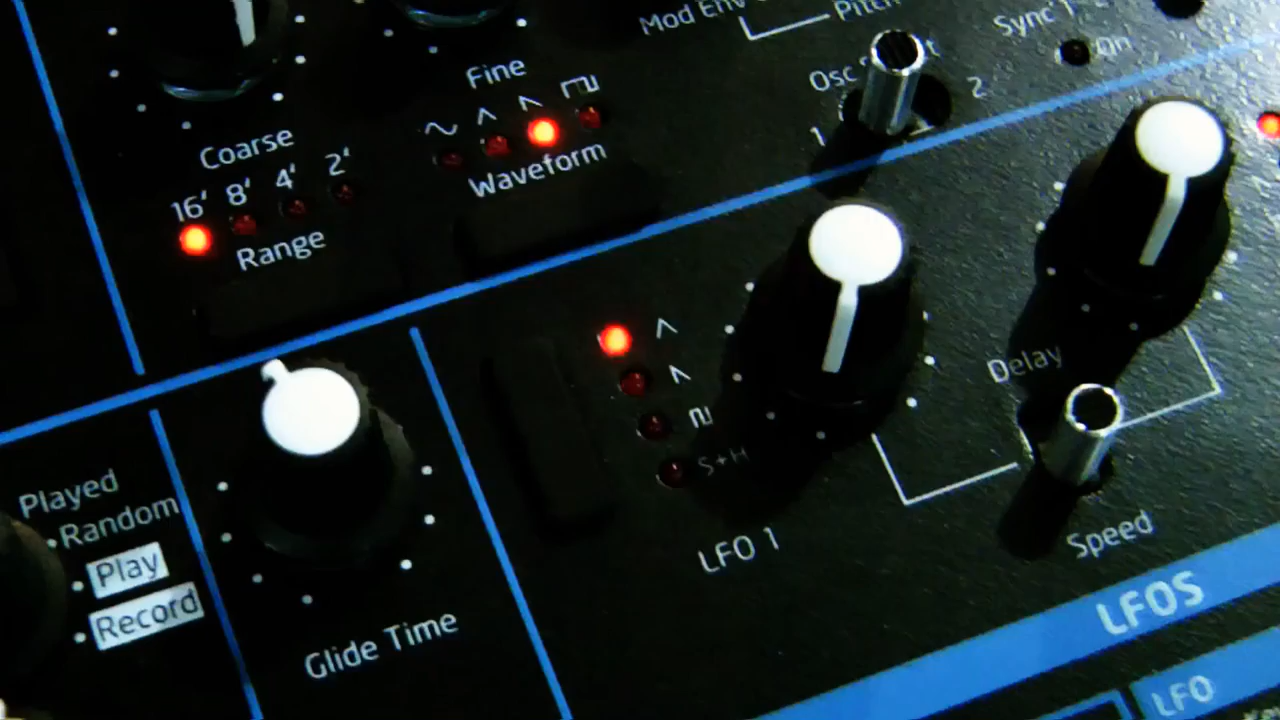 Mod Env
Pitch
Sync 1
On
Osc
1
2
Fine
Waveform
Coarse
16' 8' 4' 2'
Range
Delay
S+H
LFO 1
Speed
Played
Random
Play
Record
Glide Time
LFOS
LFO